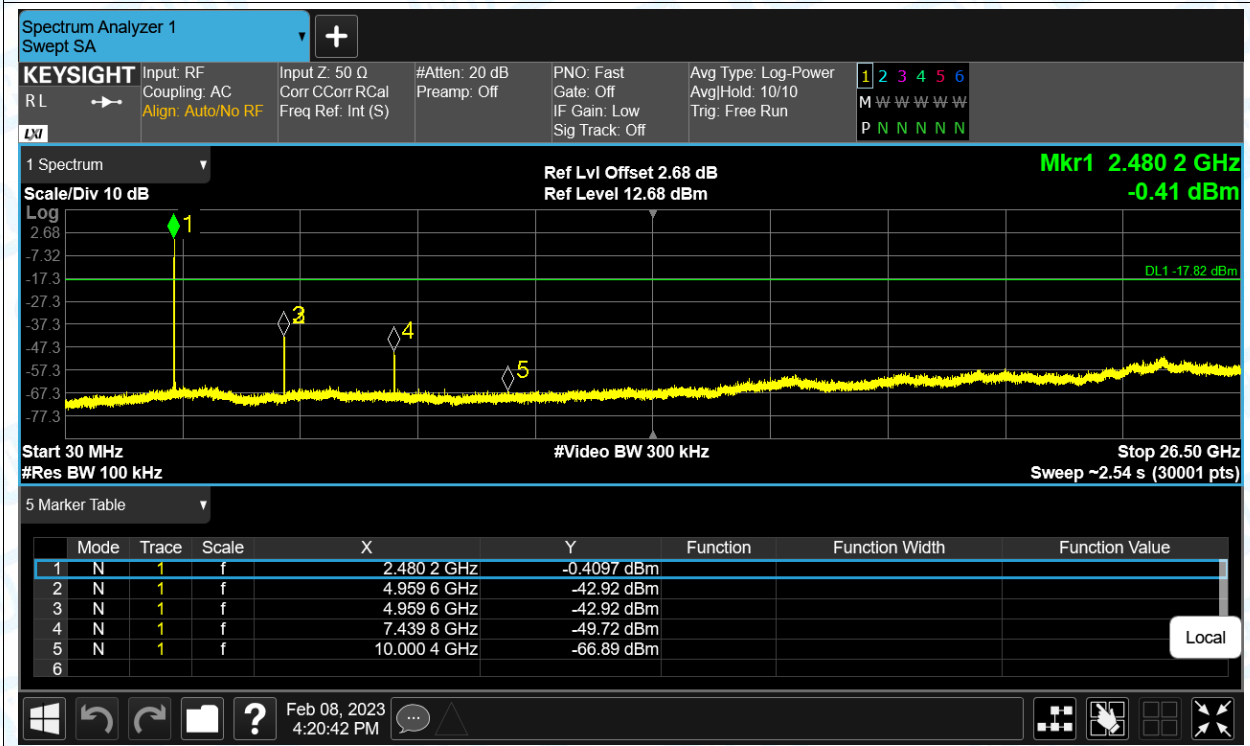 Spectrum Analyzer 1
Swept SA
+
KEYSIGHT
R L
LXI
Input: RF
Coupling: AC
Align: Auto/No RF
Input Z: 50 Ω
Corr CCorr RCal
Freq Ref: Int (S)
#Atten: 20 dB
Preamp: Off
PNO: Fast
Gate: Off
IF Gain: Low
Sig Track: Off
Avg Type: Log-Power
Avg|Hold: 10/10
Trig: Free Run
1 2 3 4 5 6
M W W W W W
P N N N N N
1 Spectrum
Scale/Div 10 dB
Ref Lvl Offset 2.68 dB
Ref Level 12.68 dBm
Mkr1 2.480 2 GHz
-0.41 dBm
Log
2.68
-7.32
-17.3
-27.3
-37.3
-47.3
-57.3
-67.3
-77.3
1
DL1 -17.82 dBm
3
4
5
Start 30 MHz
#Video BW 300 kHz
Stop 26.50 GHz
#Res BW 100 kHz
Sweep ~2.54 s (30001 pts)
5 Marker Table
Mode Trace Scale X Y Function Function Width Function Value
1 N 1 f 2.480 2 GHz -0.4097 dBm
2 N 1 f 4.959 6 GHz -42.92 dBm
3 N 1 f 4.959 6 GHz -42.92 dBm
4 N 1 f 7.439 8 GHz -49.72 dBm
5 N 1 f 10.000 4 GHz -66.89 dBm
6
Local
?
Feb 08, 2023
4:20:42 PM